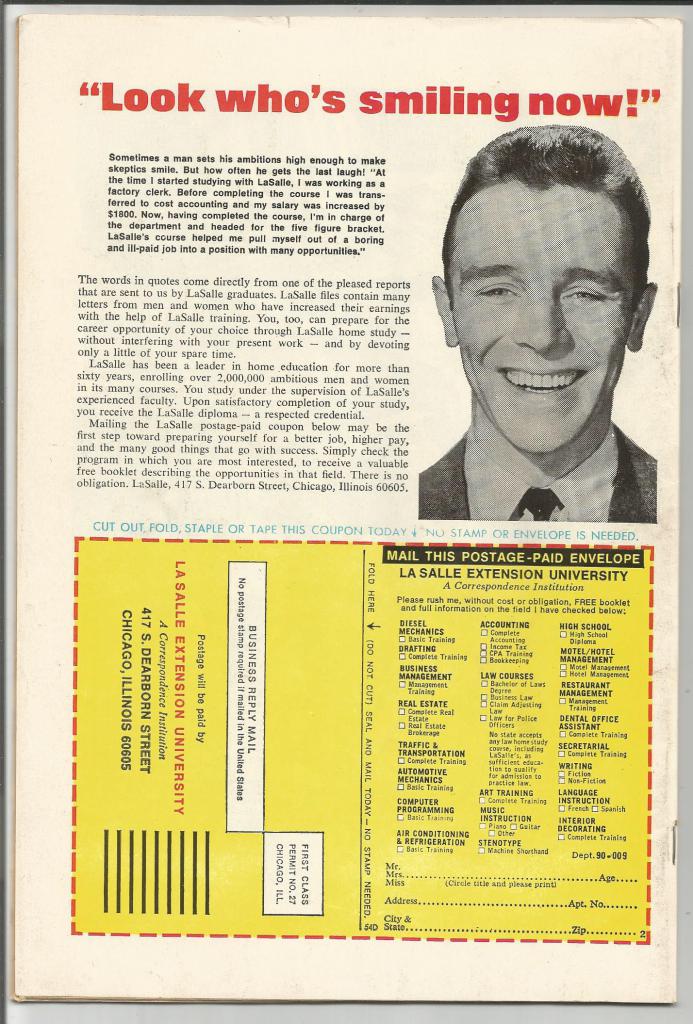 “Look who’s smiling now!”
Sometimes a man sets his ambitions high enough to make
skeptics smile. But how often he gets the last laugh! “At
the time I started studying with LaSalle, I was working as a
factory clerk. Before completing the course I was trans-
ferred to cost accounting and my salary was increased by
$1800. Now, having completed the course, I’m in charge of
the department and headed for the five figure bracket.
LaSalle’s course helped me pull myself out of a boring
and ill-paid job into a position with many opportunities.”
The words in quotes come directly from one of the pleased reports
that are sent to us by LaSalle graduates. LaSalle files contain many
letters from men and women who have increased their earnings
with the help of LaSalle training. You, too, can prepare for the
career opportunity of your choice through LaSalle home study —
without interfering with your present work — and by devoting
only a little of your spare time.
LaSalle has been a leader in home education for more than
sixty years, enrolling over 2,000,000 ambitious men and women
in its many courses. You study under the supervision of LaSalle’s
experienced faculty. Upon satisfactory completion of your study,
you receive the LaSalle diploma — a respected credential.
Mailing the LaSalle postage-paid coupon below may be the
first step toward preparing yourself for a better job, higher pay,
and the many good things that go with success. Simply check the
program in which you are most interested, to receive a valuable
free booklet describing the opportunities in that field. There is no
obligation. LaSalle, 417 S. Dearborn Street, Chicago, Illinois 60605.
CUT OUT, FOLD, STAPLE OR TAPE THIS COUPON TODAY ↓ NO STAMP OR ENVELOPE IS NEEDED.
BUSINESS REPLY MAIL
No postage stamp required if mailed in the United States
FIRST CLASS
PERMIT NO. 27
CHICAGO, ILL.
Postage will be paid by
LA SALLE EXTENSION UNIVERSITY
A Correspondence Institution
417 S. DEARBORN STREET
CHICAGO, ILLINOIS 60605
FOLD HERE → (DO NOT CUT) SEAL AND MAIL TODAY — NO STAMP NEEDED.
54D
MAIL THIS POSTAGE-PAID ENVELOPE
LA SALLE EXTENSION UNIVERSITY
A Correspondence Institution
Please rush me, without cost or obligation, FREE booklet
and full information on the field I have checked below:
DIESEL
MECHANICS
☐ Basic Training
DRAFTING
☐ Complete Training
BUSINESS
MANAGEMENT
☐ Management
Training
REAL ESTATE
☐ Complete Real
Estate
☐ Real Estate
Brokerage
TRAFFIC &
TRANSPORTATION
☐ Complete Training
AUTOMOTIVE
MECHANICS
☐ Basic Training
COMPUTER
PROGRAMMING
☐ Basic Training
AIR CONDITIONING
& REFRIGERATION
☐ Basic Training
ACCOUNTING
☐ Complete
Accounting
☐ Income Tax
☐ CPA Training
☐ Bookkeeping
LAW COURSES
☐ Bachelor of Laws
Degree
☐ Business Law
☐ Claim Adjusting
Law
☐ Law for Police
Officers
No state accepts
any law home study
course, including
LaSalle’s, as
sufficient educa-
tion to qualify
for admission to
practice law.
ART TRAINING
☐ Complete Training
MUSIC
INSTRUCTION
☐ Piano ☐ Guitar
☐ Other
STENOTYPE
☐ Machine Shorthand
HIGH SCHOOL
☐ High School
Diploma
MOTEL/HOTEL
MANAGEMENT
☐ Motel Management
☐ Hotel Management
RESTAURANT
MANAGEMENT
☐ Management
Training
DENTAL OFFICE
ASSISTANT
☐ Complete Training
SECRETARIAL
☐ Complete Training
WRITING
☐ Fiction
☐ Non-Fiction
LANGUAGE
INSTRUCTION
☐ French ☐ Spanish
INTERIOR
DECORATING
☐ Complete Training
Dept. 90-009
Mr.
Mrs. Age
Miss (Circle title and please print)
Address Apt. No.
City &
State Zip 2